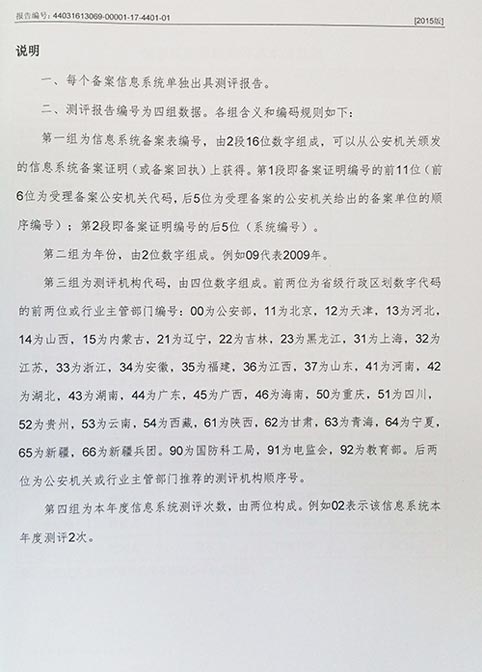 报告编号：44031613069-00001-17-4401-01 [2015版]
说明
一、每个备案信息系统单独出具测评报告。
二、测评报告编号为四组数据。各组含义和编码规则如下：
第一组为信息系统备案表编号，由2段16位数字组成，可以从公安机关颁发
的信息系统备案证明（或备案回执）上获得。第1段即备案证明编号的前11位（前
6位为受理备案公安机关代码，后5位为受理备案的公安机关给出的备案单位的顺
序编号）；第2段即备案证明编号的后5位（系统编号）。
第二组为年份，由2位数字组成。例如09代表2009年。
第三组为测评机构代码，由四位数字组成。前两位为省级行政区划数字代码
的前两位或行业主管部门编号：00为公安部，11为北京，12为天津，13为河北，
14为山西，15为内蒙古，21为辽宁，22为吉林，23为黑龙江，31为上海，32为
江苏，33为浙江，34为安徽，35为福建，36为江西，37为山东，41为河南，42
为湖北，43为湖南，44为广东，45为广西，46为海南，50为重庆，51为四川，
52为贵州，53为云南，54为西藏，61为陕西，62为甘肃，63为青海，64为宁夏，
65为新疆，66为新疆兵团。90为国防科工局，91为电监会，92为教育部。后两
位为公安机关或行业主管部门推荐的测评机构顺序号。
第四组为本年度信息系统测评次数，由两位构成。例如02表示该信息系统本
年度测评2次。